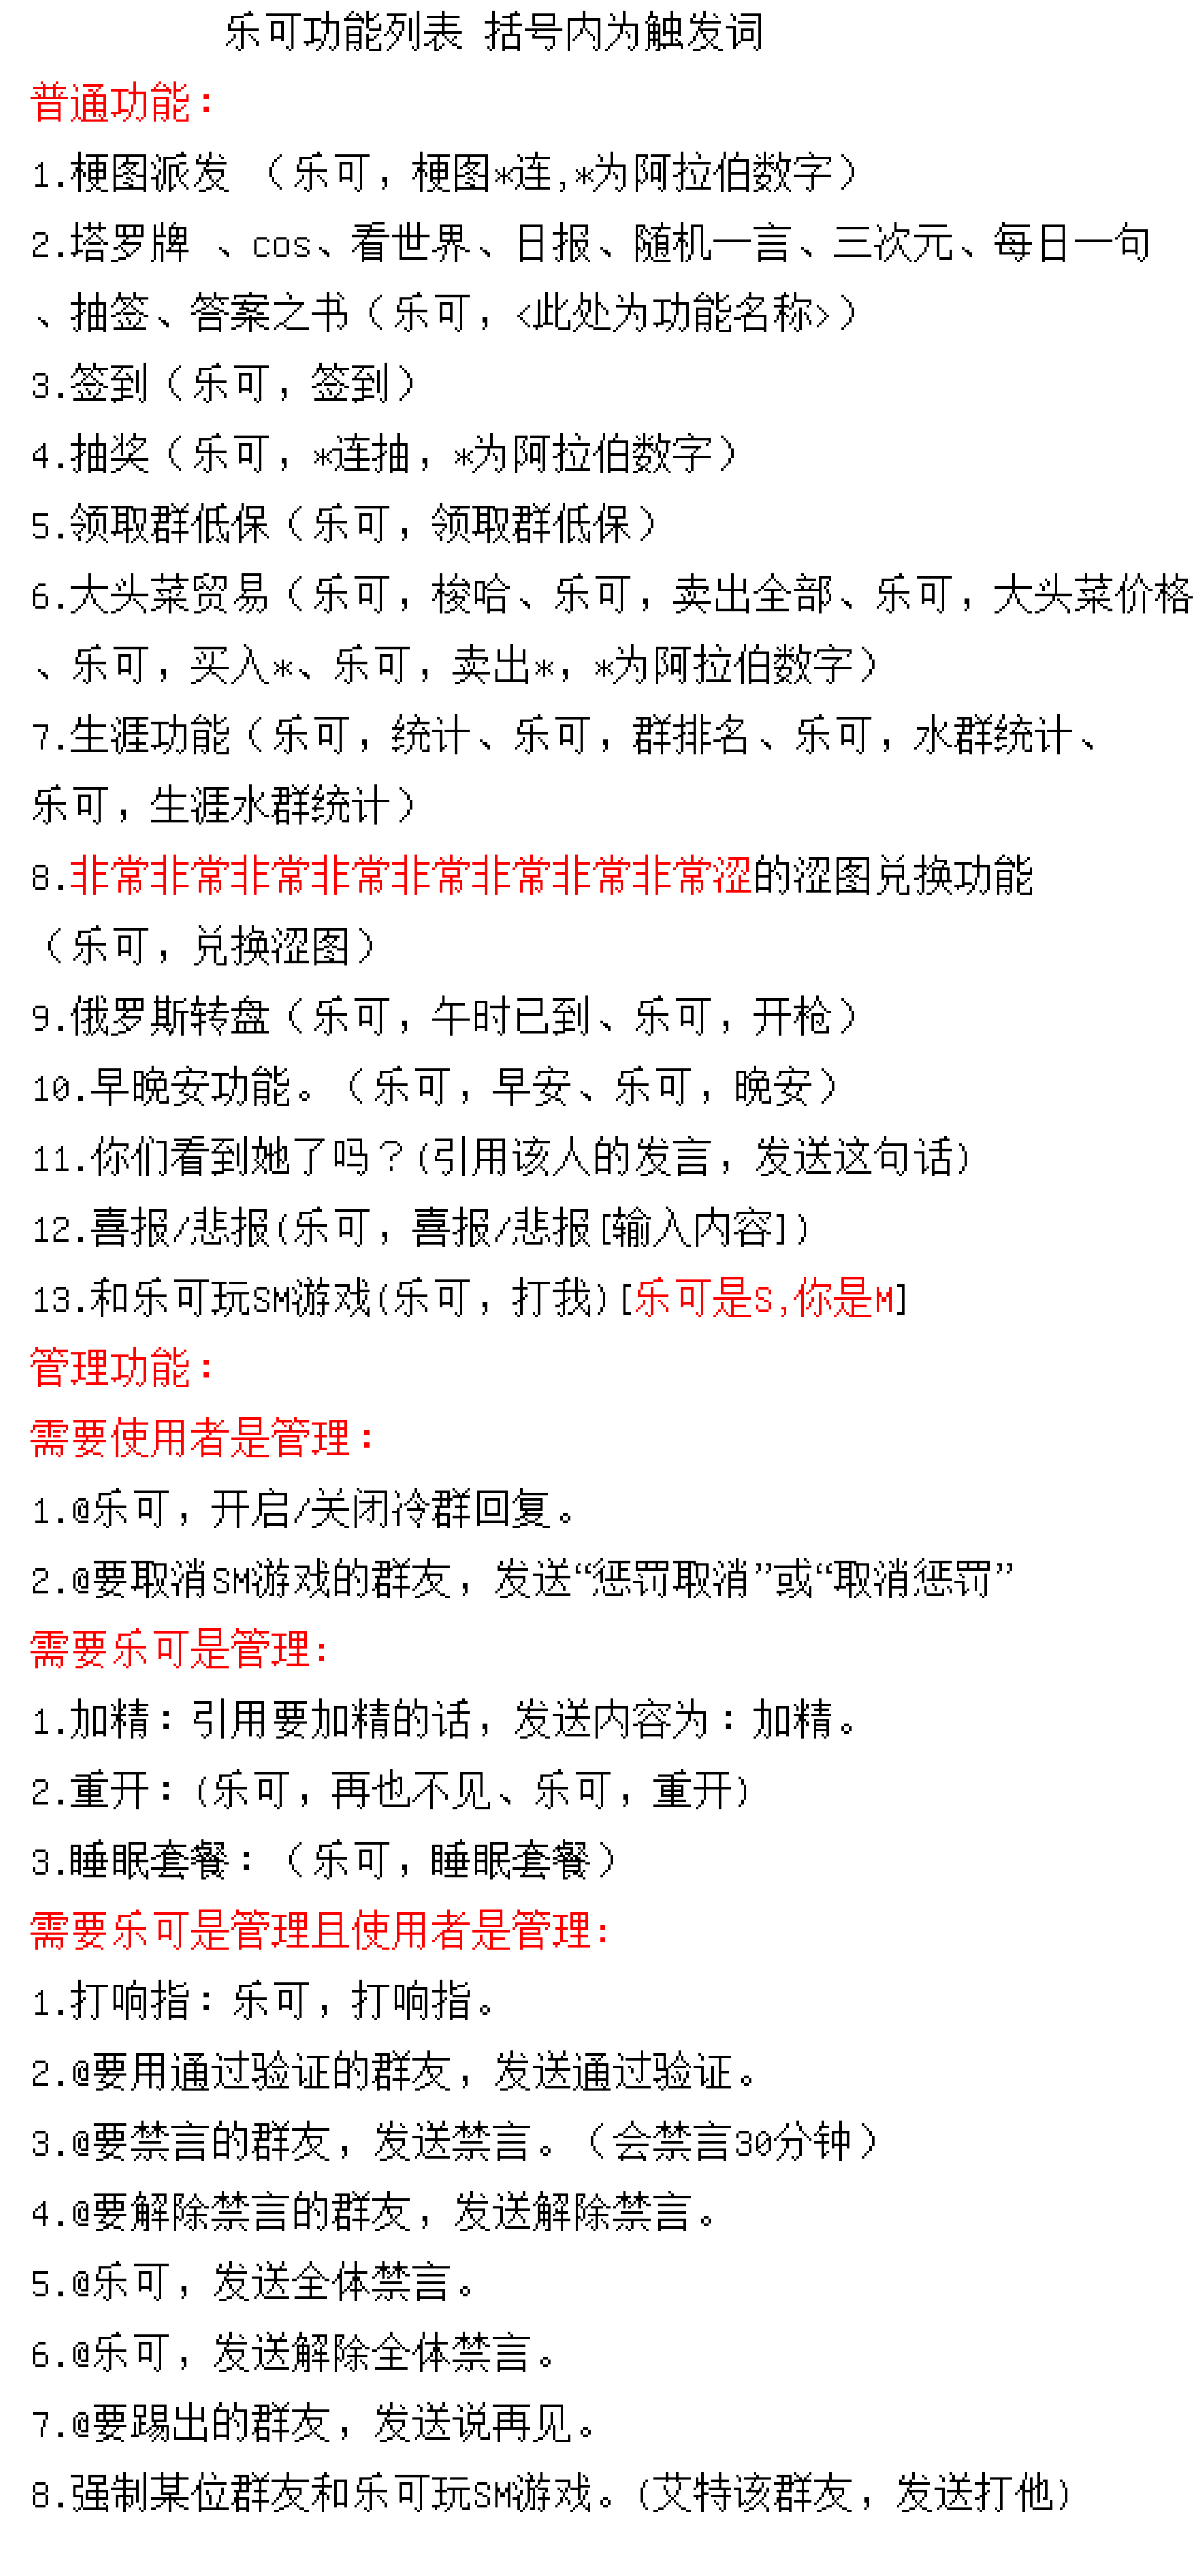 乐可功能列表 括号内为触发词
普通功能：
1.梗图派发 （乐可，梗图*连,*为阿拉伯数字）
2.塔罗牌 、cos、看世界、日报、随机一言、三次元、每日一句
、抽签、答案之书（乐可，<此处为功能名称>）
3.签到（乐可，签到）
4.抽奖（乐可，*连抽，*为阿拉伯数字）
5.领取群低保（乐可，领取群低保）
6.大头菜贸易（乐可，梭哈、乐可，卖出全部、乐可，大头菜价格
、乐可，买入*、乐可，卖出*，*为阿拉伯数字）
7.生涯功能（乐可，统计、乐可，群排名、乐可，水群统计、
乐可，生涯水群统计）
8.非常非常非常非常非常非常非常非常涩的涩图兑换功能
（乐可，兑换涩图）
9.俄罗斯转盘（乐可，午时已到、乐可，开枪）
10.早晚安功能。（乐可，早安、乐可，晚安）
11.你们看到她了吗？(引用该人的发言，发送这句话)
12.喜报/悲报(乐可，喜报/悲报[输入内容])
13.和乐可玩SM游戏(乐可，打我)[乐可是S,你是M]
管理功能：
需要使用者是管理：
1.@乐可，开启/关闭冷群回复。
2.@要取消SM游戏的群友，发送“惩罚取消”或“取消惩罚”
需要乐可是管理:
1.加精：引用要加精的话，发送内容为：加精。
2.重开：(乐可，再也不见、乐可，重开)
3.睡眠套餐：（乐可，睡眠套餐）
需要乐可是管理且使用者是管理:
1.打响指：乐可，打响指。
2.@要用通过验证的群友，发送通过验证。
3.@要禁言的群友，发送禁言。（会禁言30分钟）
4.@要解除禁言的群友，发送解除禁言。
5.@乐可，发送全体禁言。
6.@乐可，发送解除全体禁言。
7.@要踢出的群友，发送说再见。
8.强制某位群友和乐可玩SM游戏。(艾特该群友，发送打他)